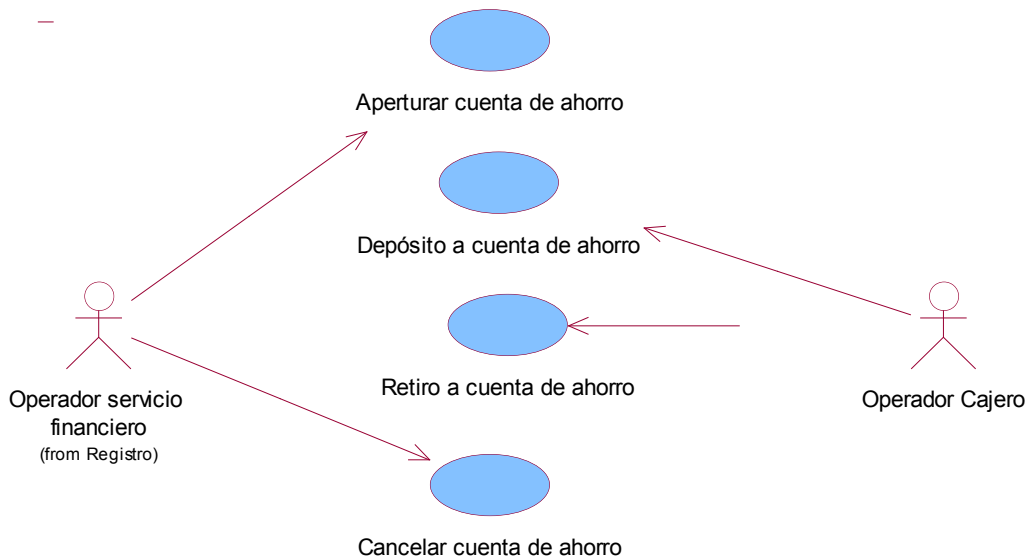 Aperturar cuenta de ahorro
Depósito a cuenta de ahorro
Retiro a cuenta de ahorro
Operador servicio
financiero
(from Registro)
Operador Cajero
Cancelar cuenta de ahorro